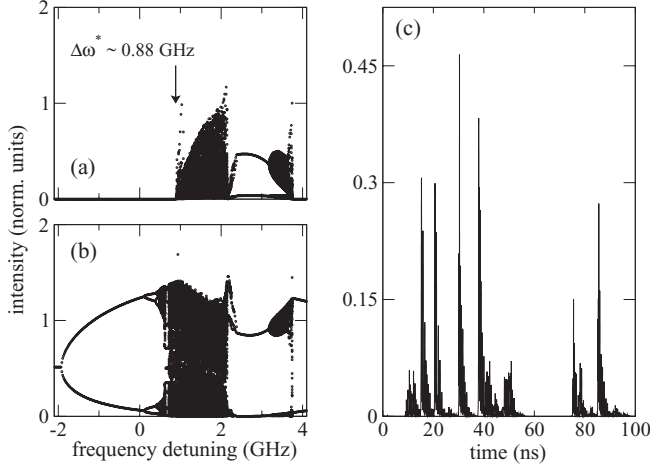 2
Δω* ~ 0.88 GHz
1
(a)
0
2
(b)
1
0
-2 0 2 4
frequency detuning (GHz)
intensity (norm. units)
(c)
0.45
0.3
0.15
0
0 20 40 60 80 100
time (ns)